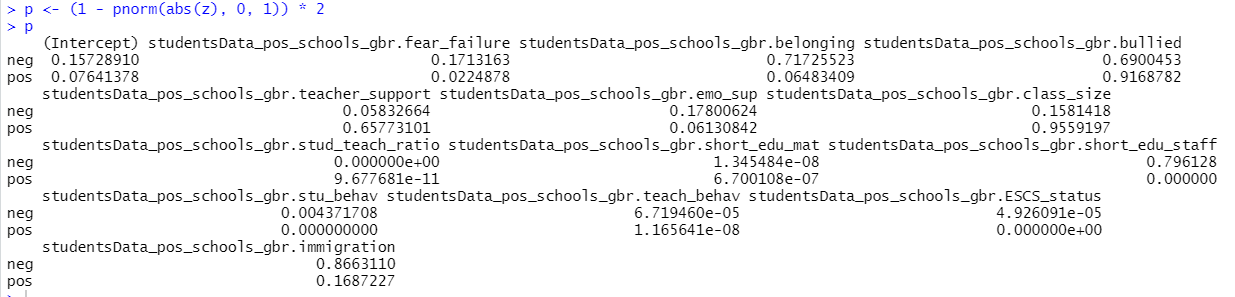 > p <- (1 - pnorm(abs(z), 0, 1)) * 2
> p
(Intercept) studentsData_pos_schools_gbr.fear_failure studentsData_pos_schools_gbr.belonging studentsData_pos_schools_gbr.bullied
neg 0.15728910 0.1713163 0.71725523 0.6900453
pos 0.07641378 0.0224878 0.06483409 0.9168782
studentsData_pos_schools_gbr.teacher_support studentsData_pos_schools_gbr.emo_sup studentsData_pos_schools_gbr.class_size
neg 0.05832664 0.17800624 0.1581418
pos 0.65773101 0.06130842 0.9559197
studentsData_pos_schools_gbr.stud_teach_ratio studentsData_pos_schools_gbr.short_edu_mat studentsData_pos_schools_gbr.short_edu_staff
neg 0.000000e+00 1.345484e-08 0.796128
pos 9.677681e-11 6.700108e-07 0.000000
studentsData_pos_schools_gbr.stu_behav studentsData_pos_schools_gbr.teach_behav studentsData_pos_schools_gbr.ESCS_status
neg 0.004371708 6.719460e-05 4.926091e-05
pos 0.000000000 1.165641e-08 0.000000e+00
studentsData_pos_schools_gbr.immigration
neg 0.8663110
pos 0.1687227
>